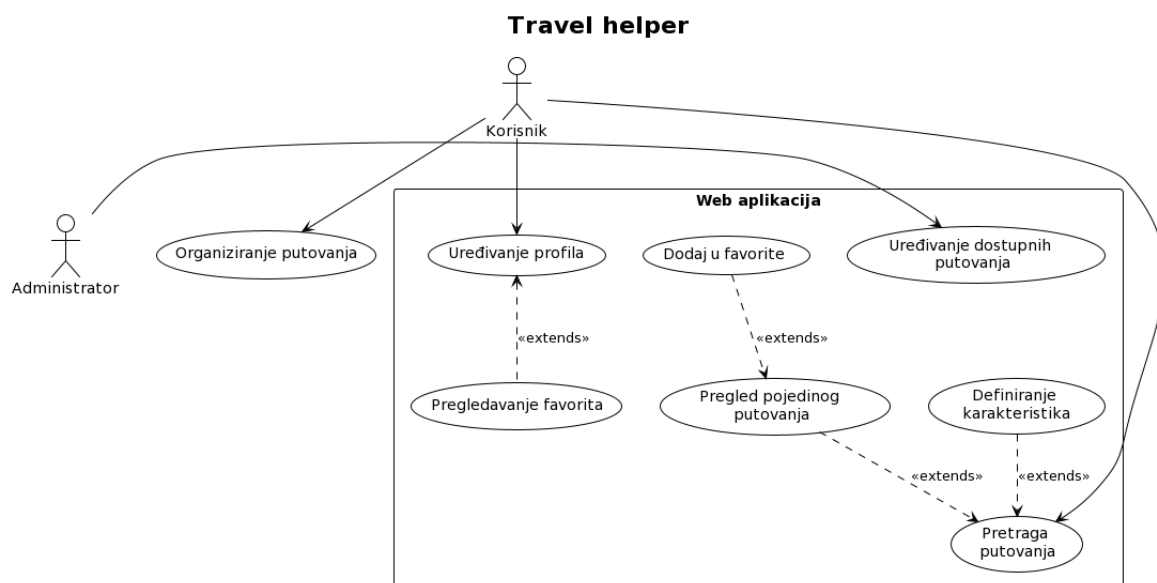 Travel helper
Korisnik
Administrator
Web aplikacija
Organiziranje putovanja
Uređivanje profila
Dodaj u favorite
Uređivanje dostupnih
putovanja
«extends»
«extends»
Pregledavanje favorita
Pregled pojedinog
putovanja
Definiranje
karakteristika
«extends»
«extends»
Pretraga
putovanja